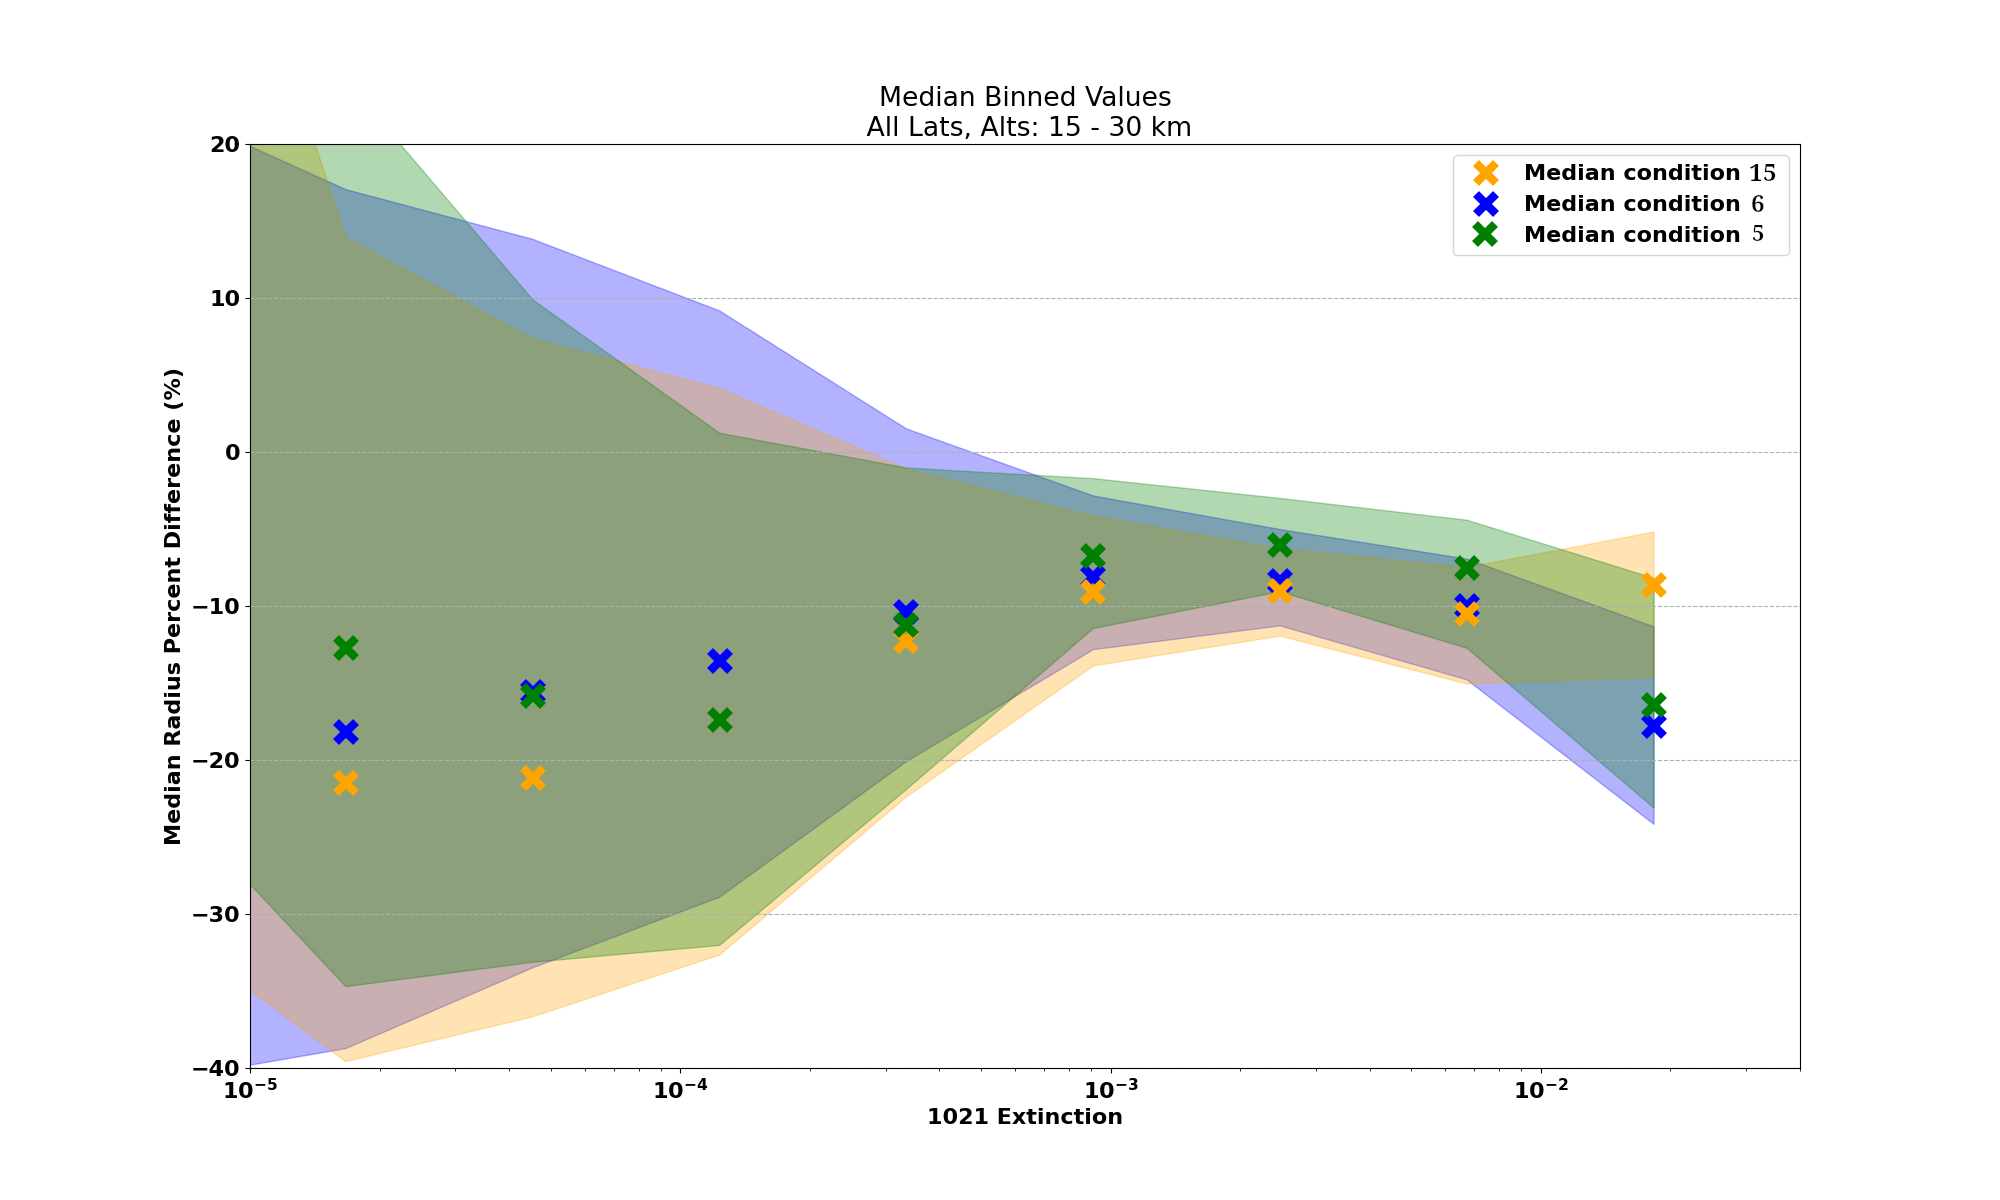 Median Binned Values
All Lats, Alts: 15 - 30 km
Median condition 15
Median condition 6
Median condition 5
Median Radius Percent Difference (%)
20
10
0
−10
−20
−30
−40
10⁻⁵
10⁻⁴
10⁻³
10⁻²
1021 Extinction